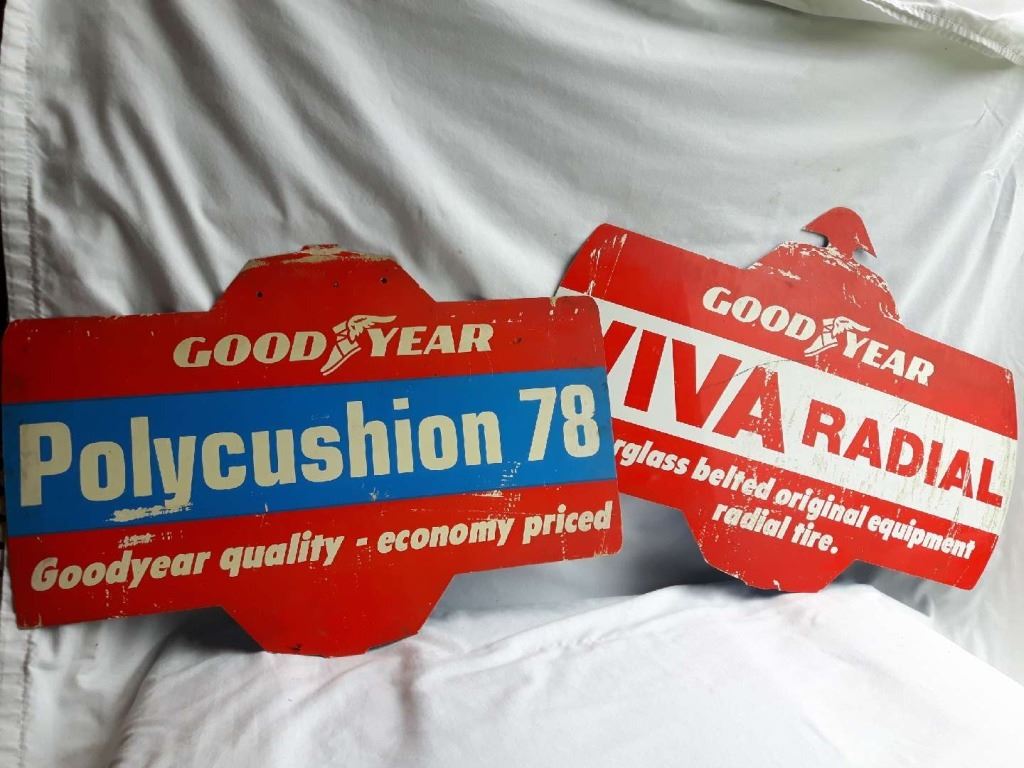 GOODYEAR
Polycushion 78
Goodyear quality - economy priced
GOODYEAR
VIVA RADIAL
belted original equipment
radial tire.